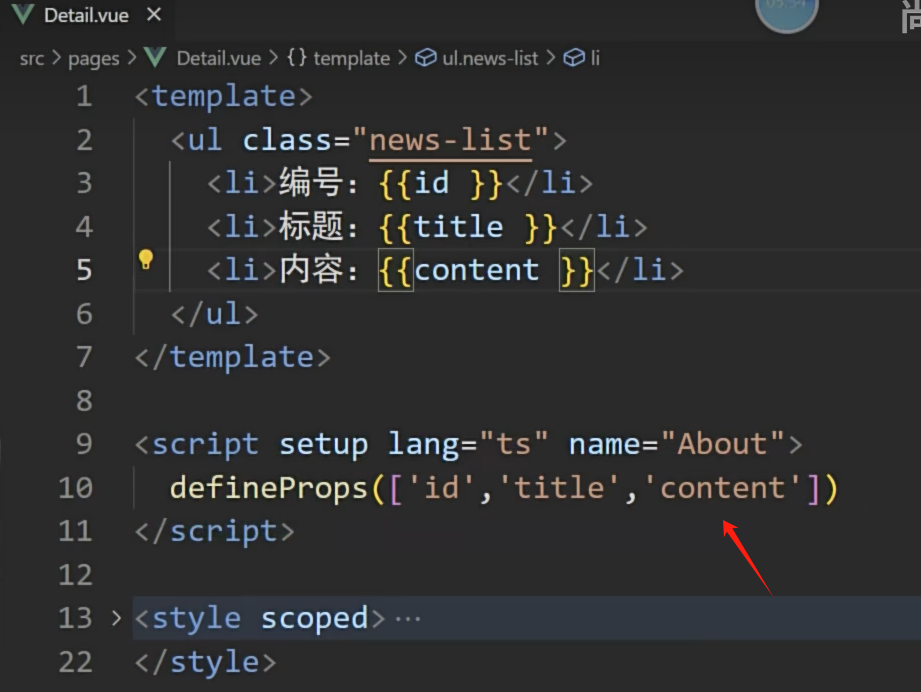 Detail.vue ×
尚
src > pages > Detail.vue > {} template > ul.news-list > li
1 <template>
2 <ul class="news-list">
3 <li>编号：{{id }}</li>
4 <li>标题：{{title }}</li>
5 <li>内容：{{content }}</li>
6 </ul>
7 </template>
8
9 <script setup lang="ts" name="About">
10 defineProps(['id','title','content'])
11 </script>
12
13 > <style scoped> ...
22 </style>